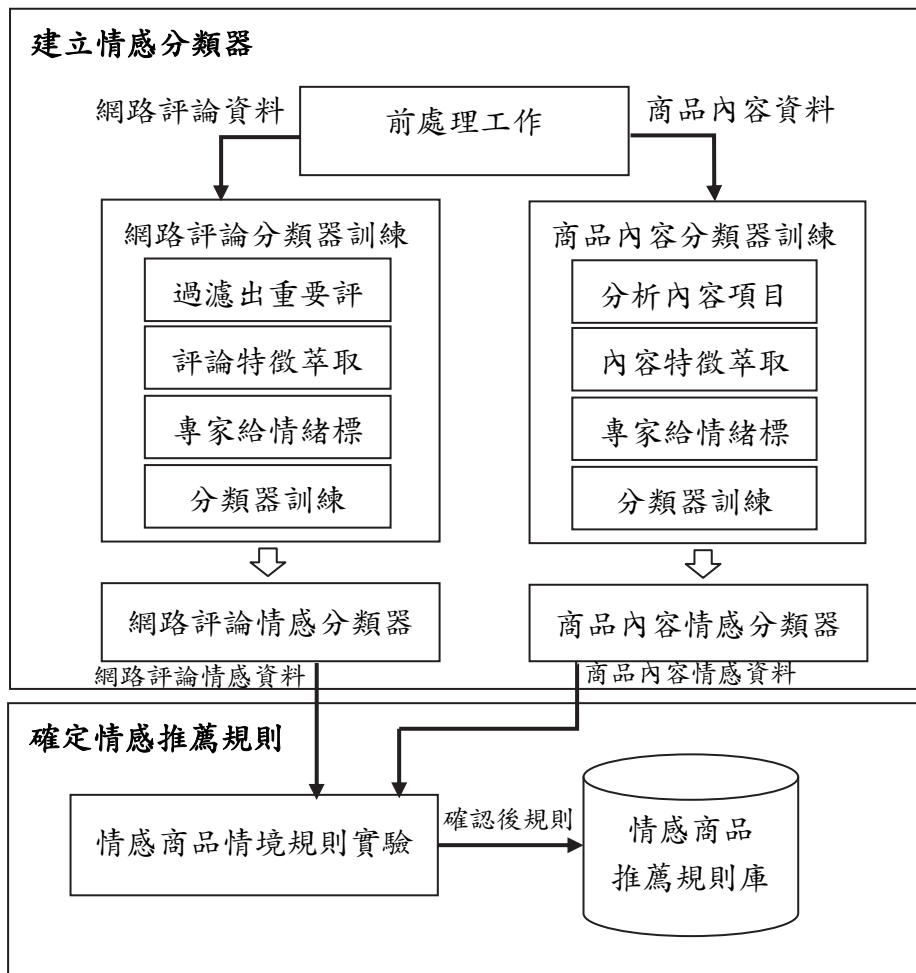 建立情感分類器
網路評論資料
前處理工作
商品內容資料
網路評論分類器訓練
過濾出重要評
評論特徵萃取
專家給情緒標
分類器訓練
商品內容分類器訓練
分析內容項目
內容特徵萃取
專家給情緒標
分類器訓練
網路評論情感分類器
商品內容情感分類器
網路評論情感資料
商品內容情感資料
確定情感推薦規則
情感商品情境規則實驗
確認後規則
情感商品
推薦規則庫